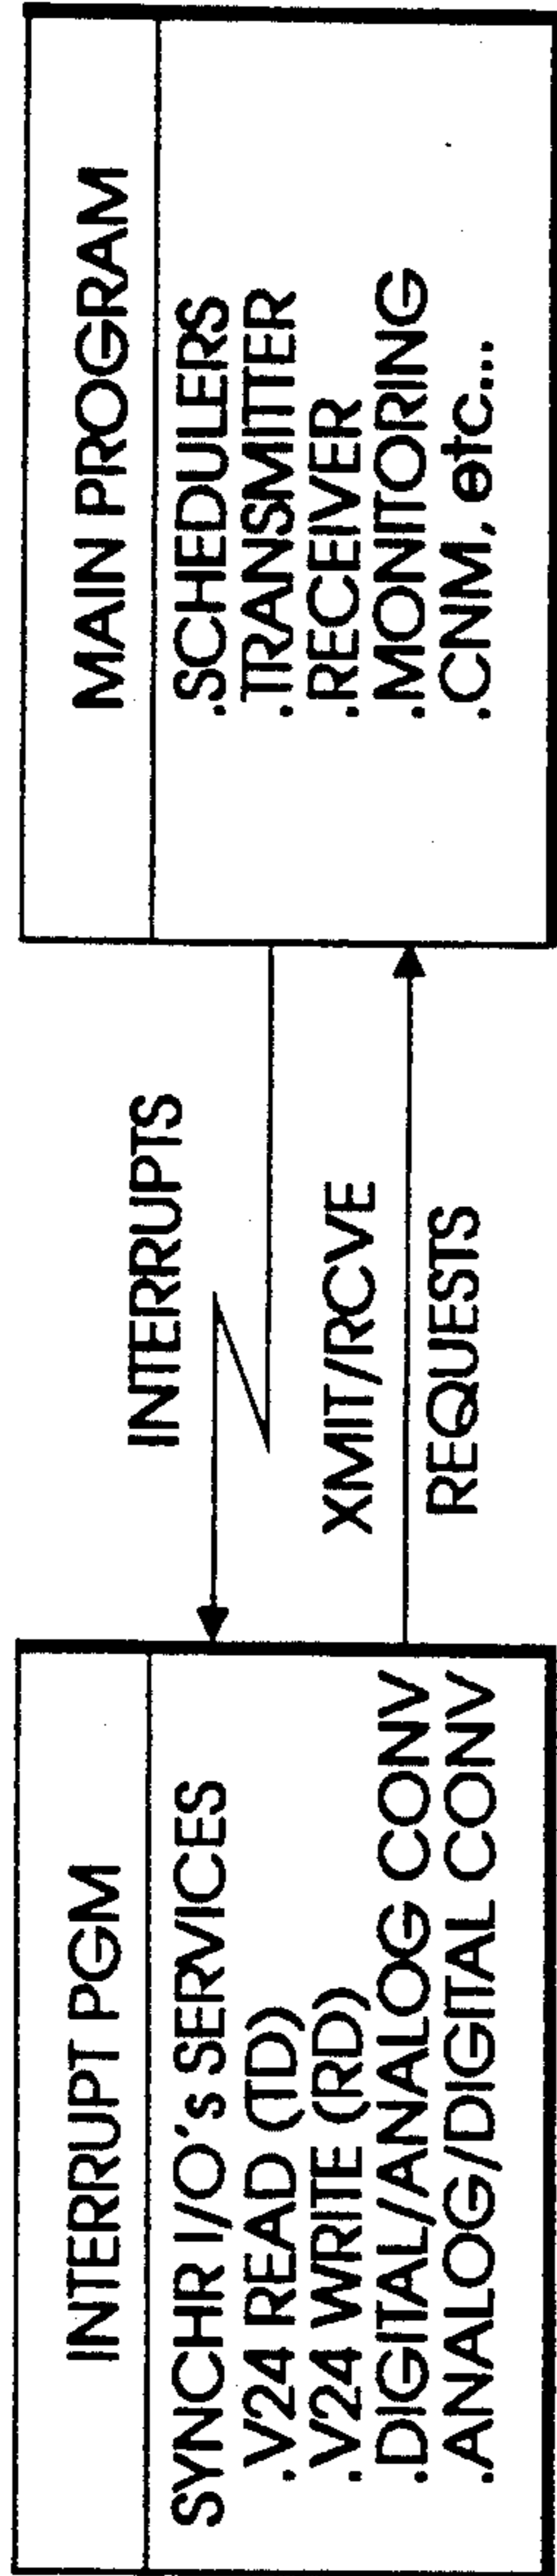 INTERRUPT PGM
SYNCHR I/O's SERVICES
.V24 READ (TD)
.V24 WRITE (RD)
.DIGITAL/ANALOG CONV
.ANALOG/DIGITAL CONV
INTERRUPTS
XMIT/RCVE
REQUESTS
MAIN PROGRAM
.SCHEDULERS
.TRANSMITTER
.RECEIVER
.MONITORING
.CNM, etc...